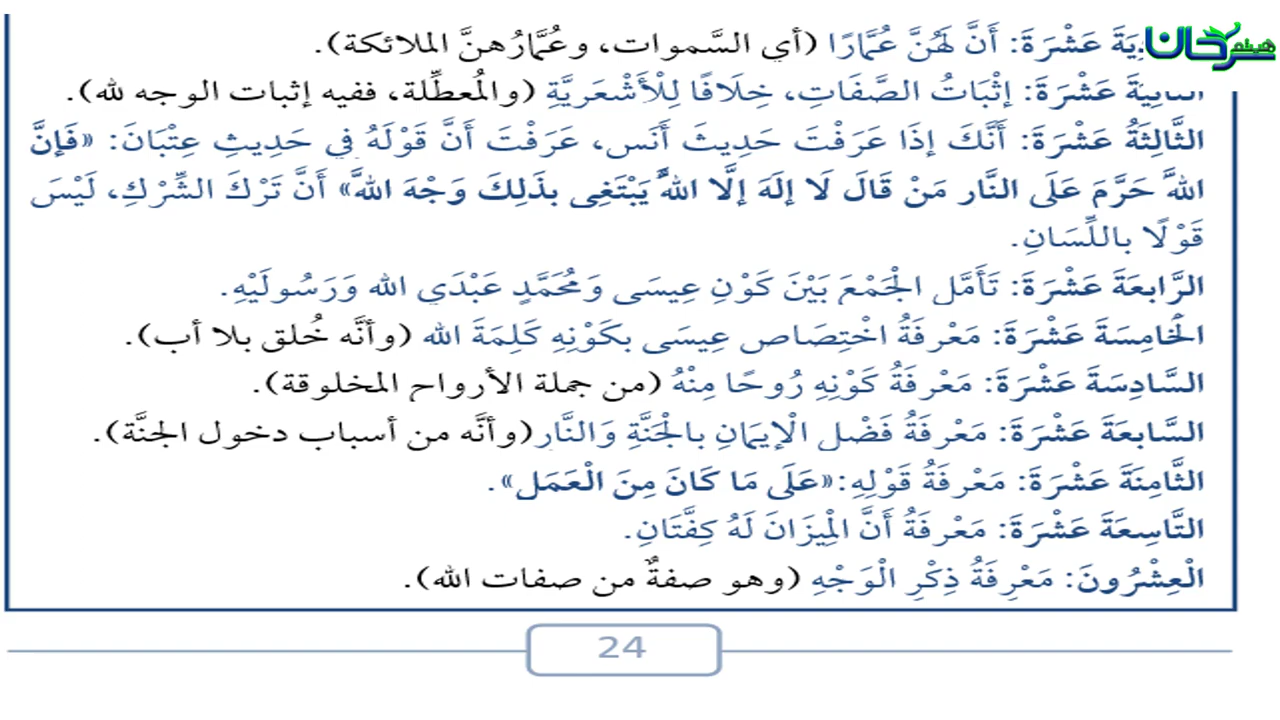 عَشْرَةَ: أَنَّ لَهُنَّ عُمَّارًا (أي السَّموات، وعُمَّارُهنَّ الملائكة).
هيثم سرحان
الثَّانِيَةَ عَشْرَةَ: إِثْبَاتُ الصِّفَاتِ، خِلَافًا لِلْأَشْعَرِيَّةِ (والمُعطِّلة، ففيه إثبات الوجه لله).
الثَّالِثَةُ عَشْرَةَ: أَنَّكَ إِذَا عَرَفْتَ حَدِيثَ أَنَسٍ، عَرَفْتَ أَنَّ قَوْلَهُ فِي حَدِيثِ عِتْبَانَ: «فَإِنَّ
اللهَ حَرَّمَ عَلَى النَّارِ مَنْ قَالَ لَا إِلَهَ إِلَّا اللهُ يَبْتَغِي بِذَلِكَ وَجْهَ اللهِ» أَنَّ تَرْكَ الشِّرْكِ، لَيْسَ
قَوْلًا بِاللِّسَانِ.
الرَّابِعَةَ عَشْرَةَ: تَأَمَّلِ الْجَمْعَ بَيْنَ كَوْنِ عِيسَى وَمُحَمَّدٍ عَبْدَي اللهِ وَرَسُولَيْهِ.
الْخَامِسَةَ عَشْرَةَ: مَعْرِفَةُ اخْتِصَاصِ عِيسَى بِكَوْنِهِ كَلِمَةَ اللهِ (وأنَّه خُلق بلا أب).
السَّادِسَةَ عَشْرَةَ: مَعْرِفَةُ كَوْنِهِ رُوحًا مِنْهُ (من جملة الأرواح المخلوقة).
السَّابِعَةَ عَشْرَةَ: مَعْرِفَةُ فَضْلِ الْإِيمَانِ بِالْجَنَّةِ وَالنَّارِ (وأنَّه من أسباب دخول الجنَّة).
الثَّامِنَةَ عَشْرَةَ: مَعْرِفَةُ قَوْلِهِ: «عَلَى مَا كَانَ مِنَ الْعَمَلِ».
التَّاسِعَةَ عَشْرَةَ: مَعْرِفَةُ أَنَّ الْمِيزَانَ لَهُ كِفَّتَانِ.
الْعِشْرُونَ: مَعْرِفَةُ ذِكْرِ الْوَجْهِ (وهو صفةٌ من صفات الله).
24